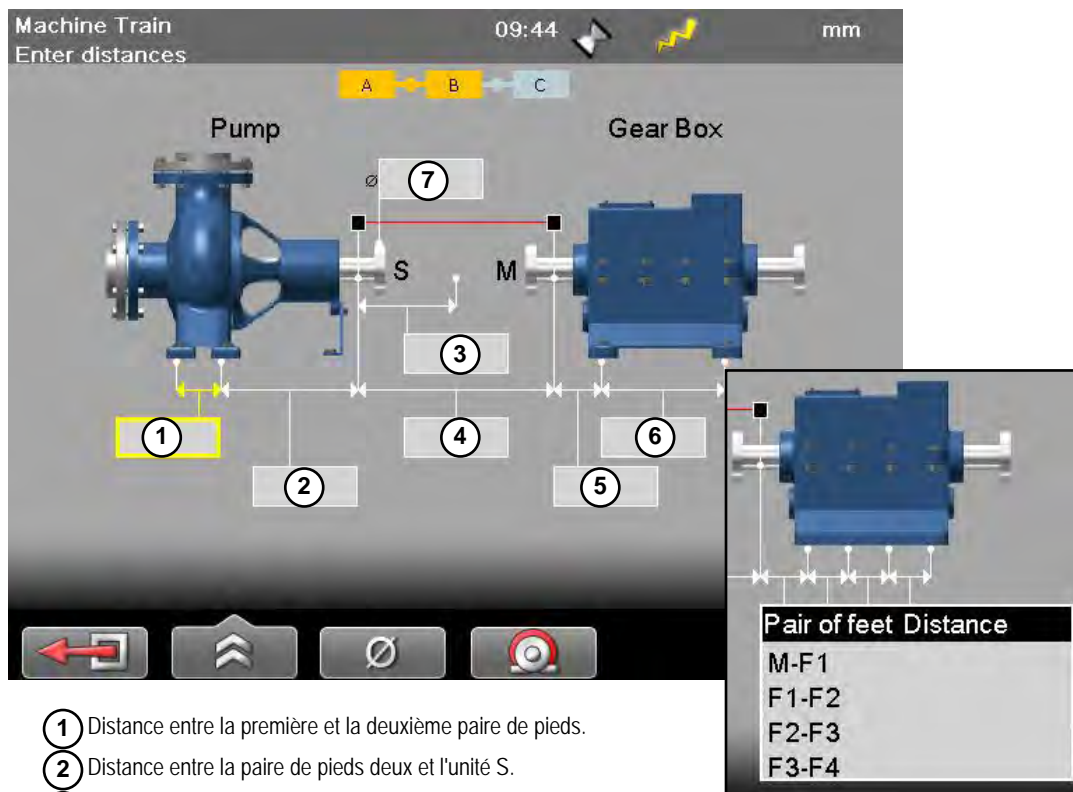 Machine Train
Enter distances
09:44
mm
A B C
Pump
Gear Box
Ø 7
S
M
3
1
4
6
2
5
Ø
Pair of feet Distance
M-F1
F1-F2
F2-F3
F3-F4
1 Distance entre la première et la deuxième paire de pieds.
2 Distance entre la paire de pieds deux et l'unité S.